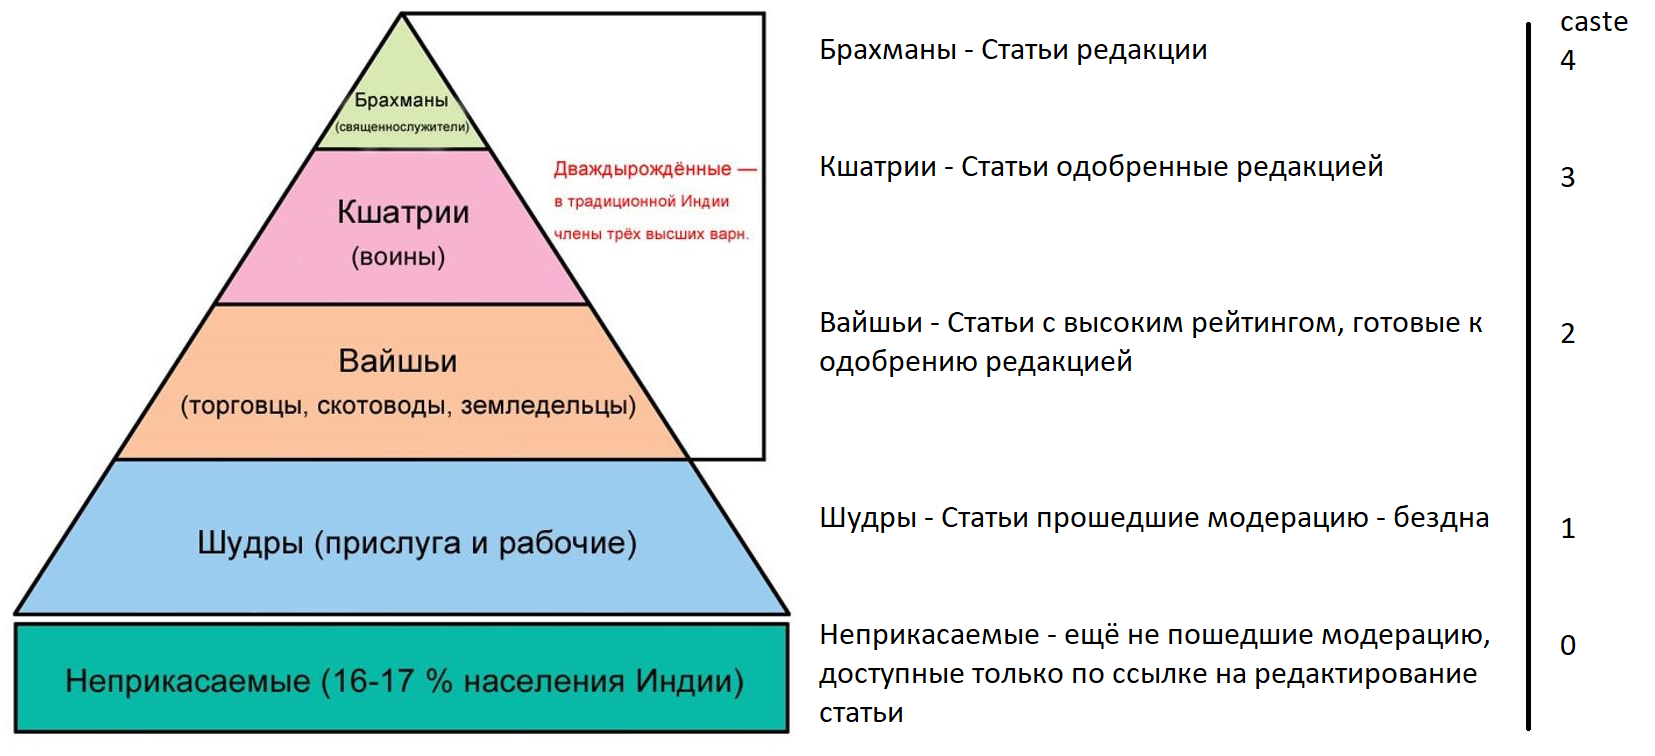 Брахманы
(священнослужители)
Кшатрии
(воины)
Вайшьи
(торговцы, скотоводы, земледельцы)
Шудры (прислуга и рабочие)
Неприкасаемые (16-17 % населения Индии)
Дваждырождённые —
в традиционной Индии
члены трёх высших варн.
Брахманы - Статьи редакции
Кшатрии - Статьи одобренные редакцией
Вайшьи - Статьи с высоким рейтингом, готовые к
одобрению редакцией
Шудры - Статьи прошедшие модерацию - бездна
Неприкасаемые - ещё не пошедшие модерацию,
доступные только по ссылке на редактирование
статьи
caste
4
3
2
1
0